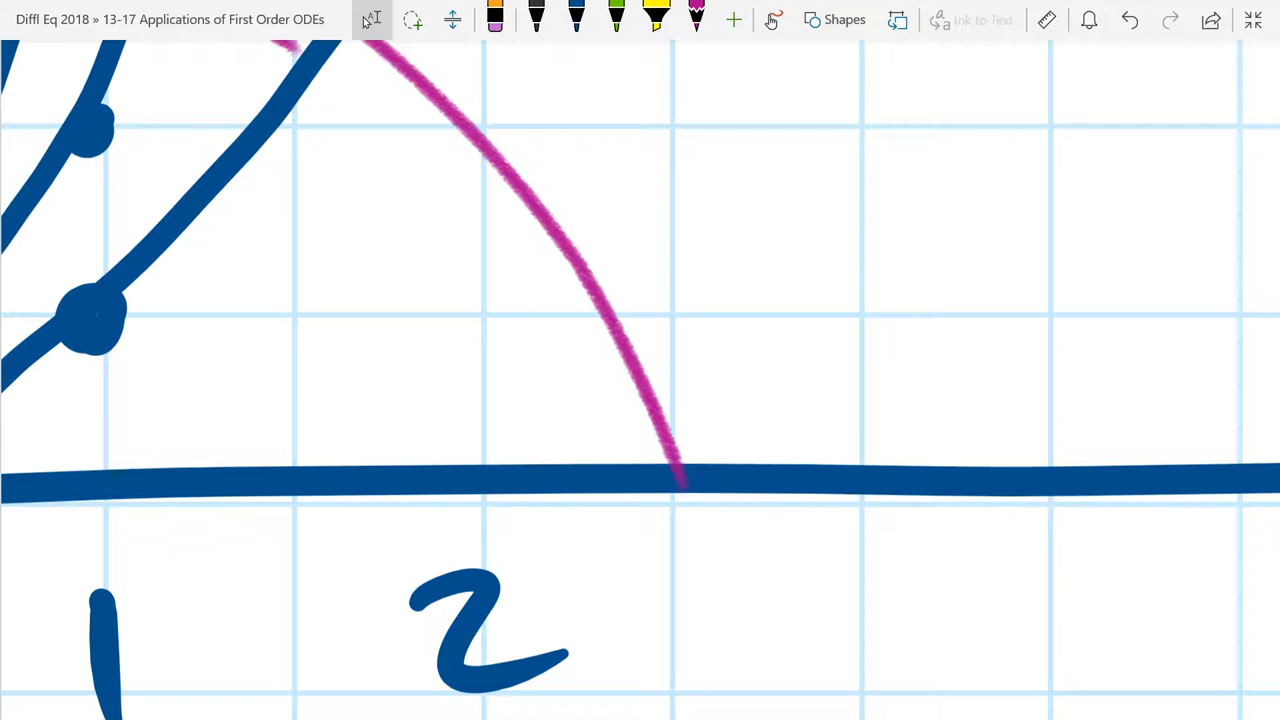 Diffl Eq 2018 » 13-17 Applications of First Order ODEs
Shapes
Ink to Text
1 2